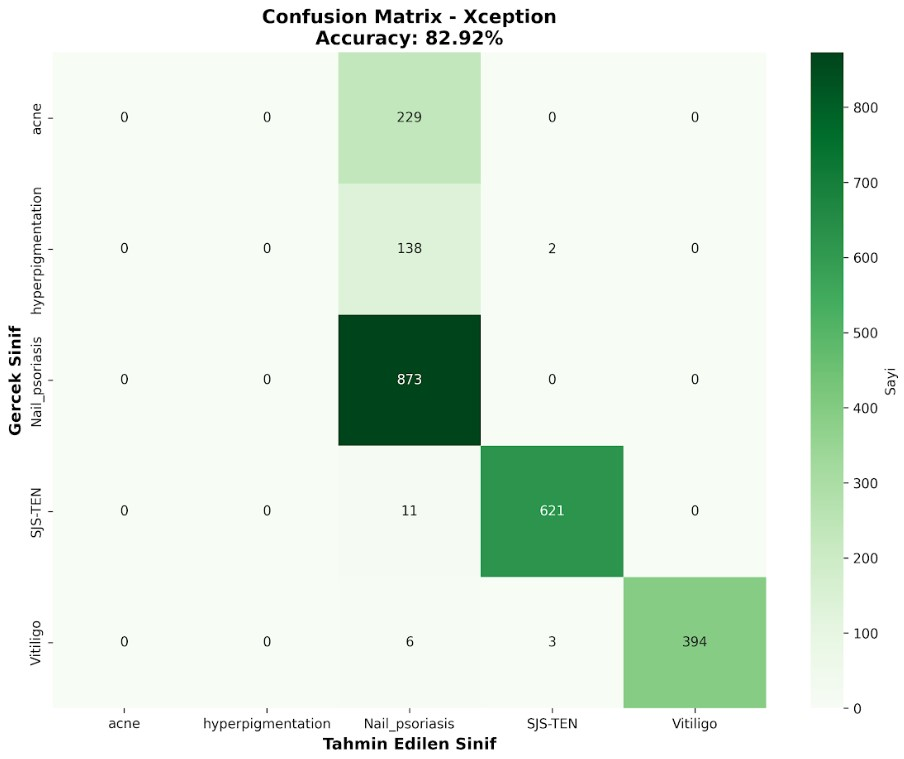 Confusion Matrix - Xception
Accuracy: 82.92%
Gercek Sinif
acne
0 0 229 0 0
hyperpigmentation
0 0 138 2 0
Nail_psoriasis
0 0 873 0 0
SJS-TEN
0 0 11 621 0
Vitiligo
0 0 6 3 394
acne hyperpigmentation Nail_psoriasis SJS-TEN Vitiligo
Tahmin Edilen Sinif
800
700
600
500
400
300
200
100
0
Sayi